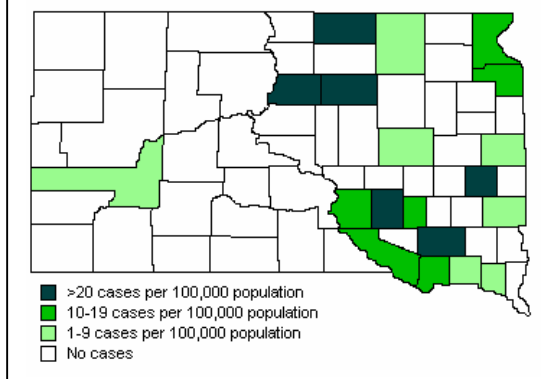 >20 cases per 100,000 population
10-19 cases per 100,000 population
1-9 cases per 100,000 population
No cases